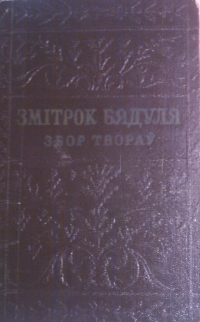 ЗМІТРОК БЯДУЛЯ
ЗБОР ТВОРАЎ